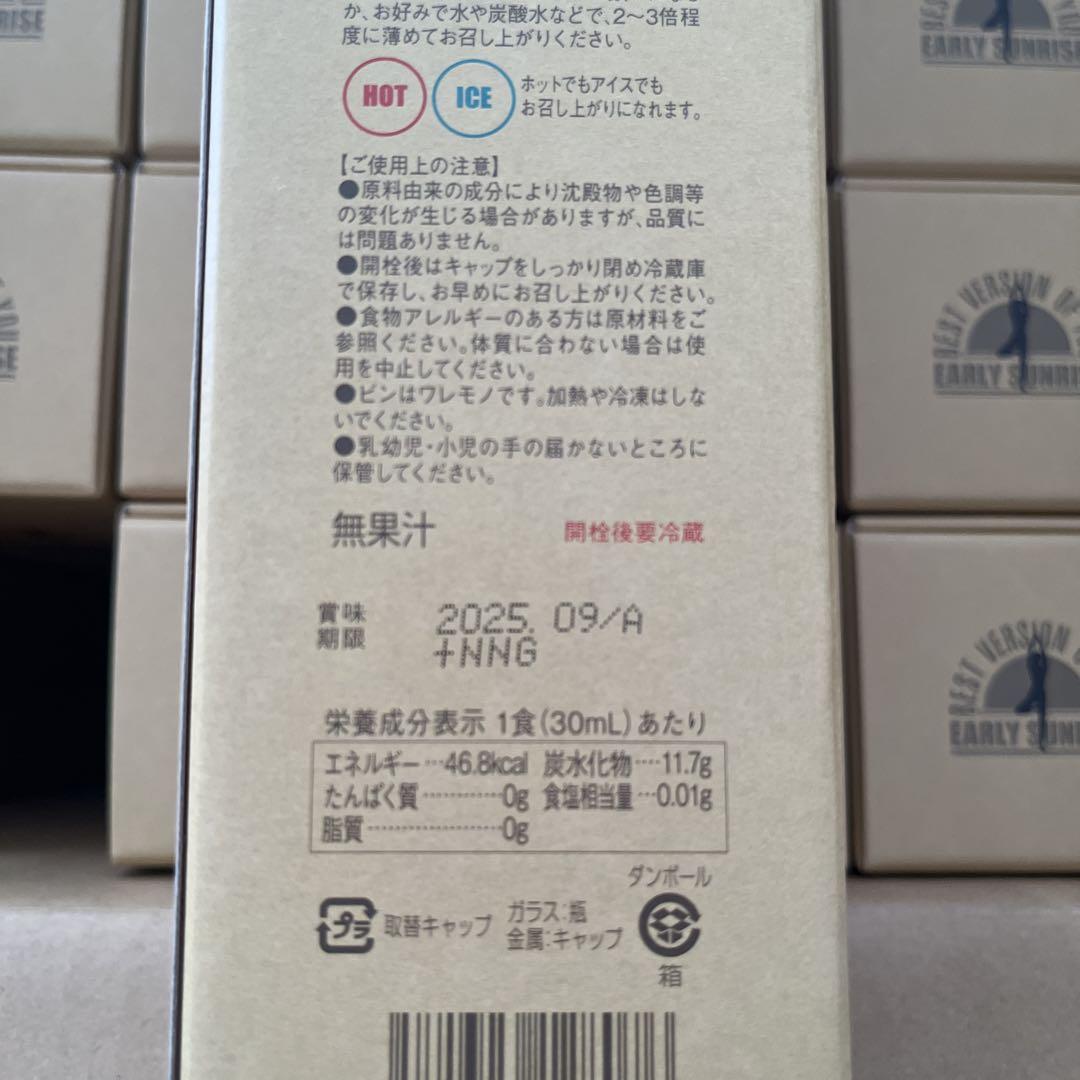 か、お好みで水や炭酸水などで、2～3倍程
度に薄めてお召し上がりください。
HOT
ICE
ホットでもアイスでも
お召し上がりになれます。
【ご使用上の注意】
●原料由来の成分により沈殿物や色調等
の変化が生じる場合がありますが、品質に
は問題ありません。
●開栓後はキャップをしっかり閉め冷蔵庫
で保存し、お早めにお召し上がりください。
●食物アレルギーのある方は原材料をご
参照ください。体質に合わない場合は使
用を中止してください。
●ビンはワレモノです。加熱や冷凍はしな
いでください。
●乳幼児・小児の手の届かないところに
保管してください。
無果汁
開栓後要冷蔵
賞味
期限
2025. 09/A
+NNG
栄養成分表示 1食(30mL)あたり
エネルギー…46.8kcal 炭水化物…11.7g
たんぱく質…………0g 食塩相当量…0.01g
脂質…………………0g
プラ
取替キャップ
ガラス:瓶
金属:キャップ
ダンボール
箱
EARLY SUNRISE
BEST VERSION OF
EARLY SUNRISE
BEST VERSION OF
EARLY SUNRISE